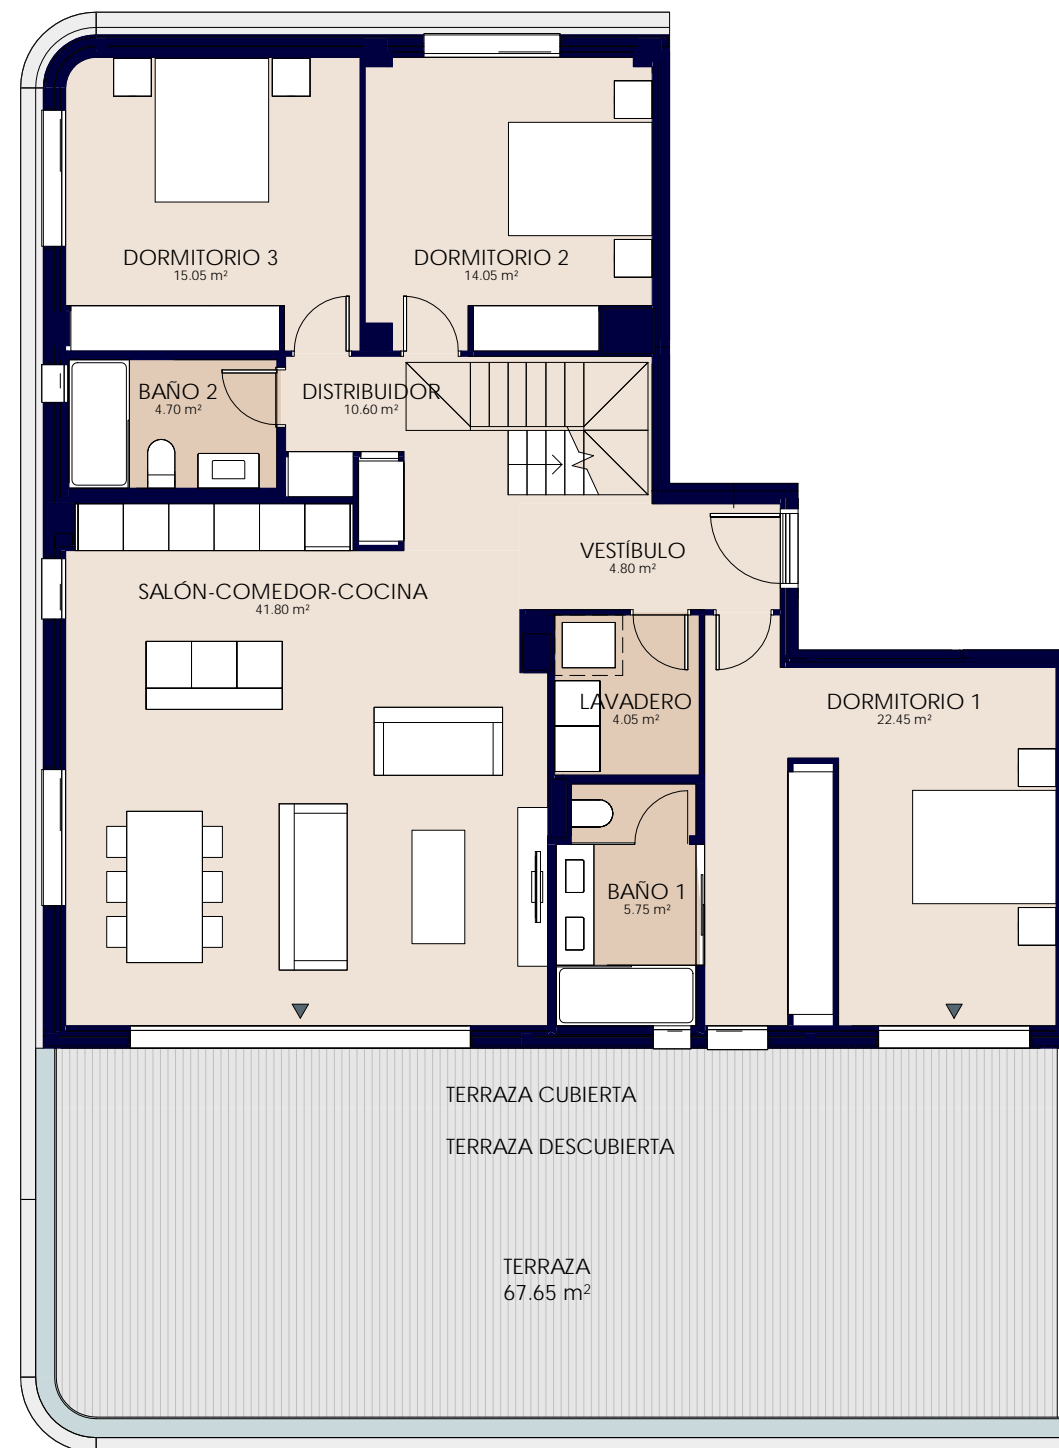 DORMITORIO 3
15.05 m²
DORMITORIO 2
14.05 m²
BAÑO 2
4.70 m²
DISTRIBUIDOR
10.60 m²
VESTÍBULO
4.80 m²
SALÓN-COMEDOR-COCINA
41.80 m²
LAVADERO
4.05 m²
DORMITORIO 1
22.45 m²
BAÑO 1
5.75 m²
TERRAZA CUBIERTA
TERRAZA DESCUBIERTA
TERRAZA
67.65 m²